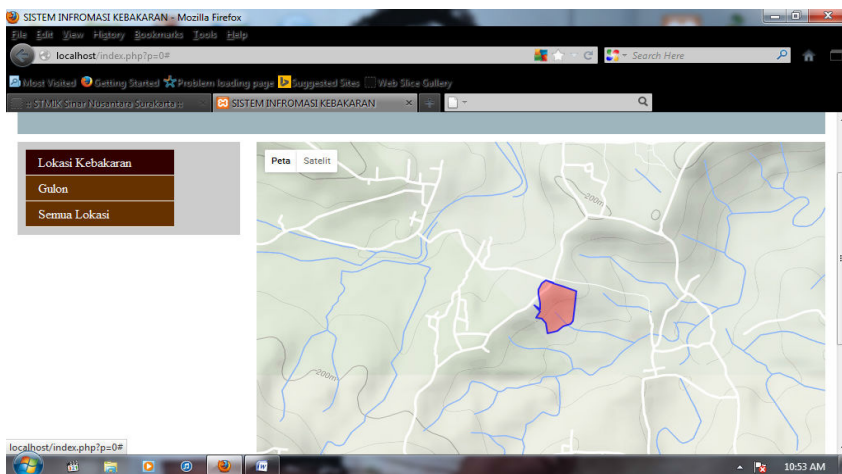 SISTEM INFROMASI KEBAKARAN - Mozilla Firefox
File Edit View History Bookmarks Tools Help
localhost/index.php?p=0# Search Here
Most Visited Getting Started Problem loading page Suggested Sites Web Slice Gallery
:: STMIK Sinar Nusantara Surakarta :: SISTEM INFROMASI KEBAKARAN
Lokasi Kebakaran
Gulon
Semua Lokasi
Peta Satelit
200m
200m
localhost/index.php?p=0#
10:53 AM